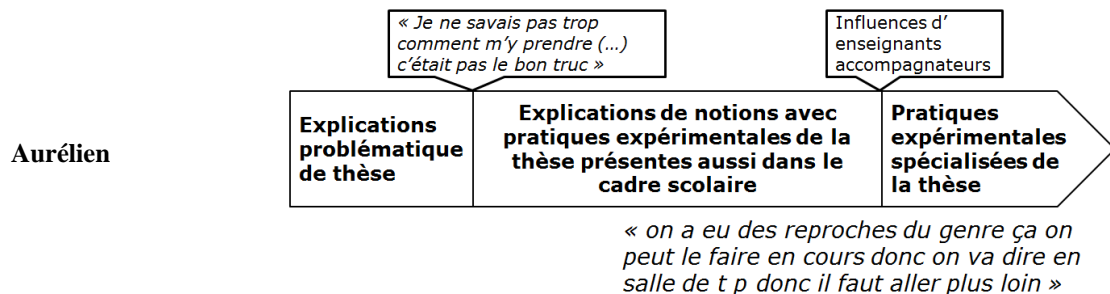 « Je ne savais pas trop
comment m'y prendre (...)
c'était pas le bon truc »
Influences d'
enseignants
accompagnateurs
Aurélien
Explications
problématique
de thèse
Explications de notions avec
pratiques expérimentales de la
thèse présentes aussi dans le
cadre scolaire
Pratiques
expérimentales
spécialisées de
la thèse
« on a eu des reproches du genre ça on
peut le faire en cours donc on va dire en
salle de t p donc il faut aller plus loin »